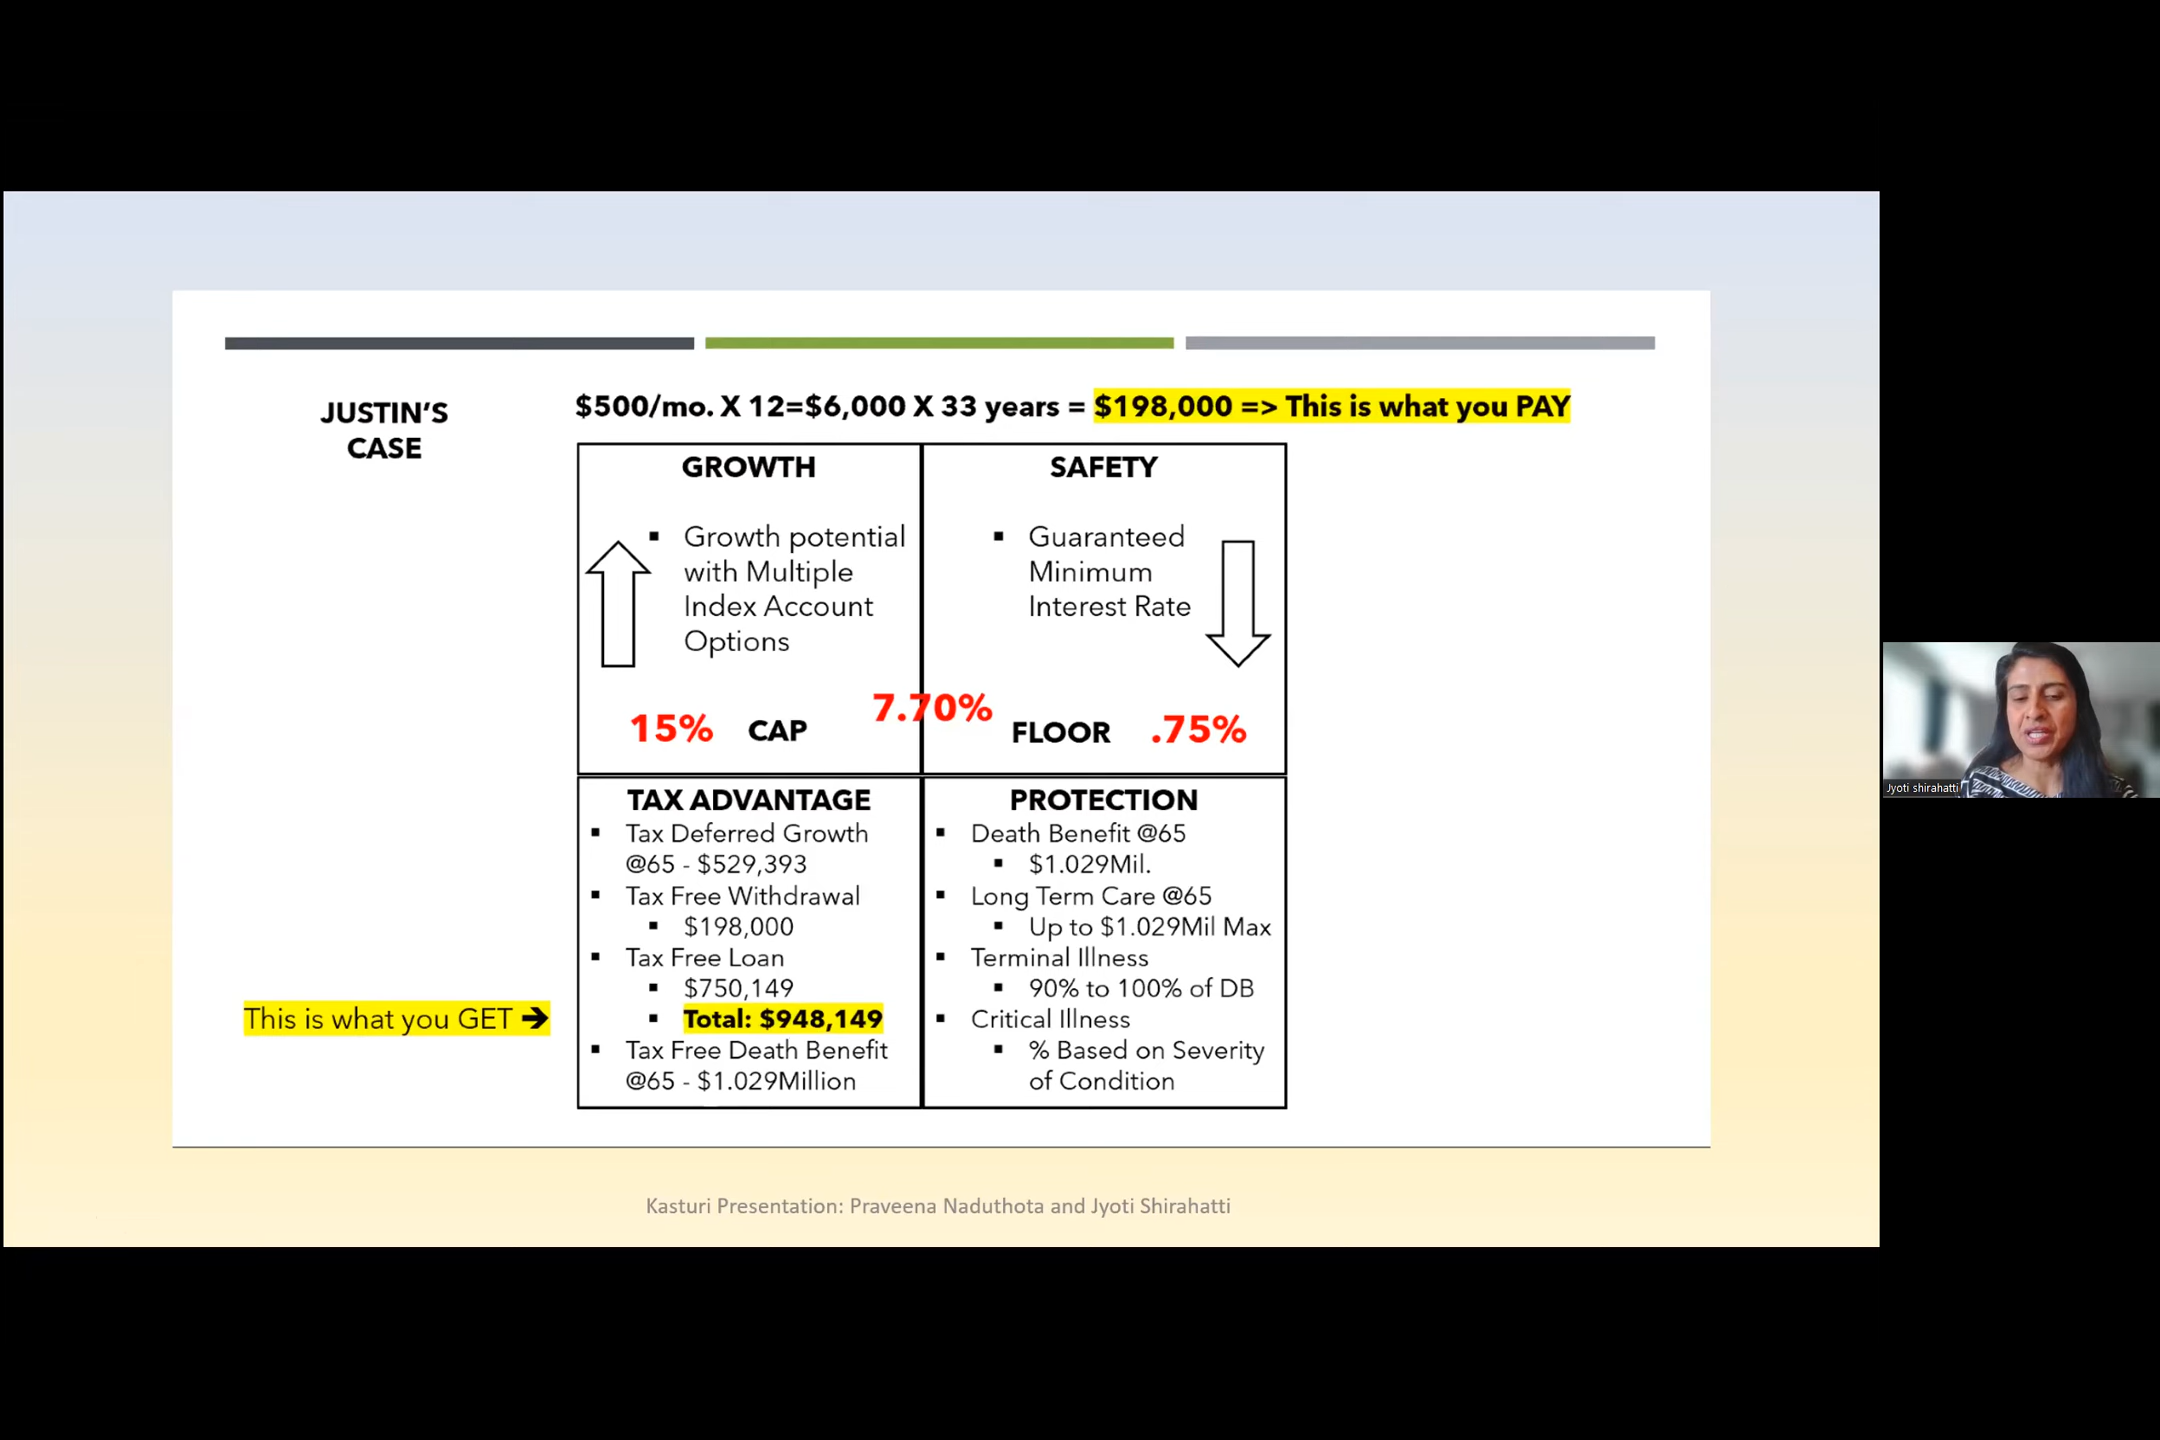 JUSTIN'S
CASE
$500/mo. X 12=$6,000 X 33 years = $198,000 => This is what you PAY
GROWTH
▪ Growth potential
with Multiple
Index Account
Options
15% CAP
7.70%
SAFETY
▪ Guaranteed
Minimum
Interest Rate
FLOOR .75%
TAX ADVANTAGE
▪ Tax Deferred Growth
@65 - $529,393
▪ Tax Free Withdrawal
▪ $198,000
▪ Tax Free Loan
▪ $750,149
▪ Total: $948,149
▪ Tax Free Death Benefit
@65 - $1.029Million
PROTECTION
▪ Death Benefit @65
▪ $1.029Mil.
▪ Long Term Care @65
▪ Up to $1.029Mil Max
▪ Terminal Illness
▪ 90% to 100% of DB
▪ Critical Illness
▪ % Based on Severity
of Condition
This is what you GET ➔
Kasturi Presentation: Praveena Naduthota and Jyoti Shirahatti
Jyoti shirahatti